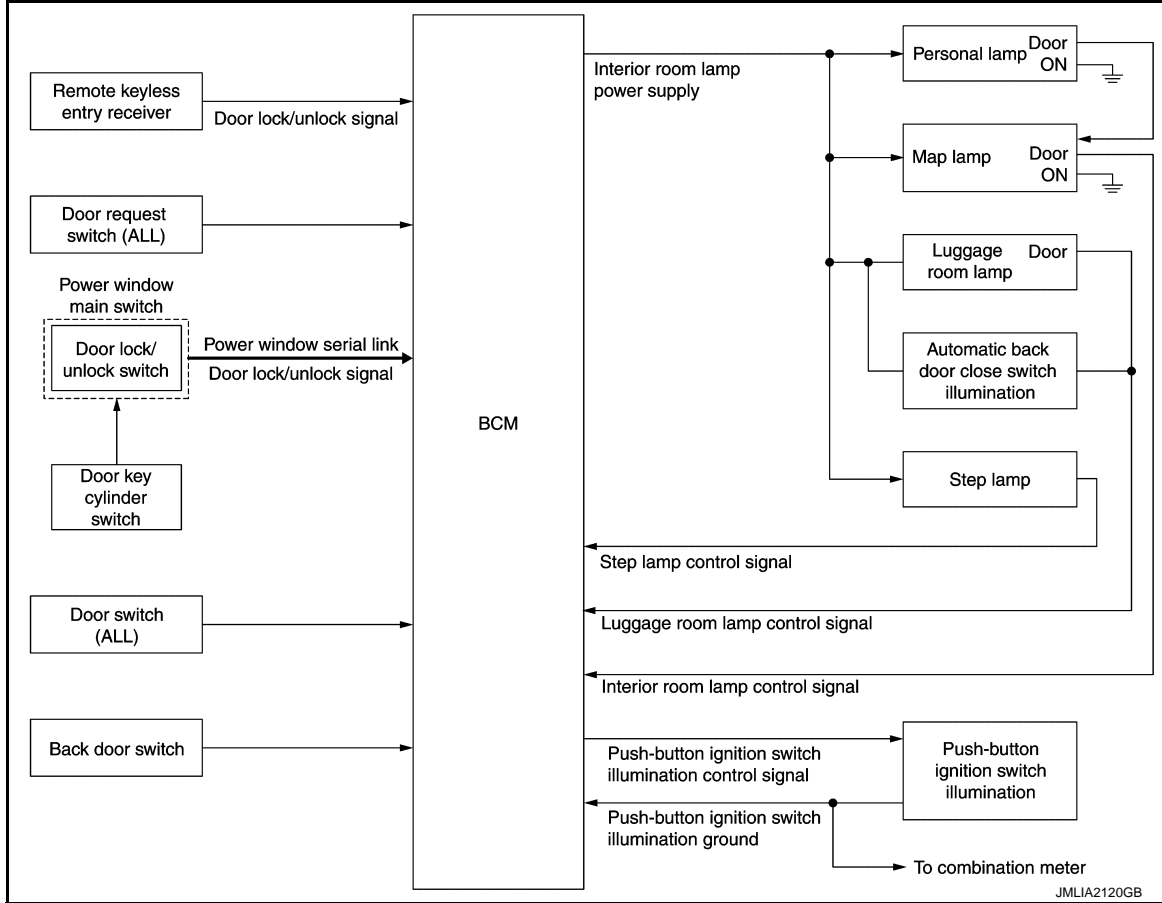 Remote keyless
entry receiver
Door lock/unlock signal
Door request
switch (ALL)
Power window
main switch
Door lock/
unlock switch
Power window serial link
Door lock/unlock signal
Door key
cylinder
switch
Door switch
(ALL)
Back door switch
BCM
Interior room lamp
power supply
Personal lamp
Door
ON
Map lamp
Door
ON
Luggage
room lamp
Door
Automatic back
door close switch
illumination
Step lamp
Step lamp control signal
Luggage room lamp control signal
Interior room lamp control signal
Push-button ignition switch
illumination control signal
Push-button
ignition switch
illumination
Push-button ignition switch
illumination ground
To combination meter
JMLIA2120GB